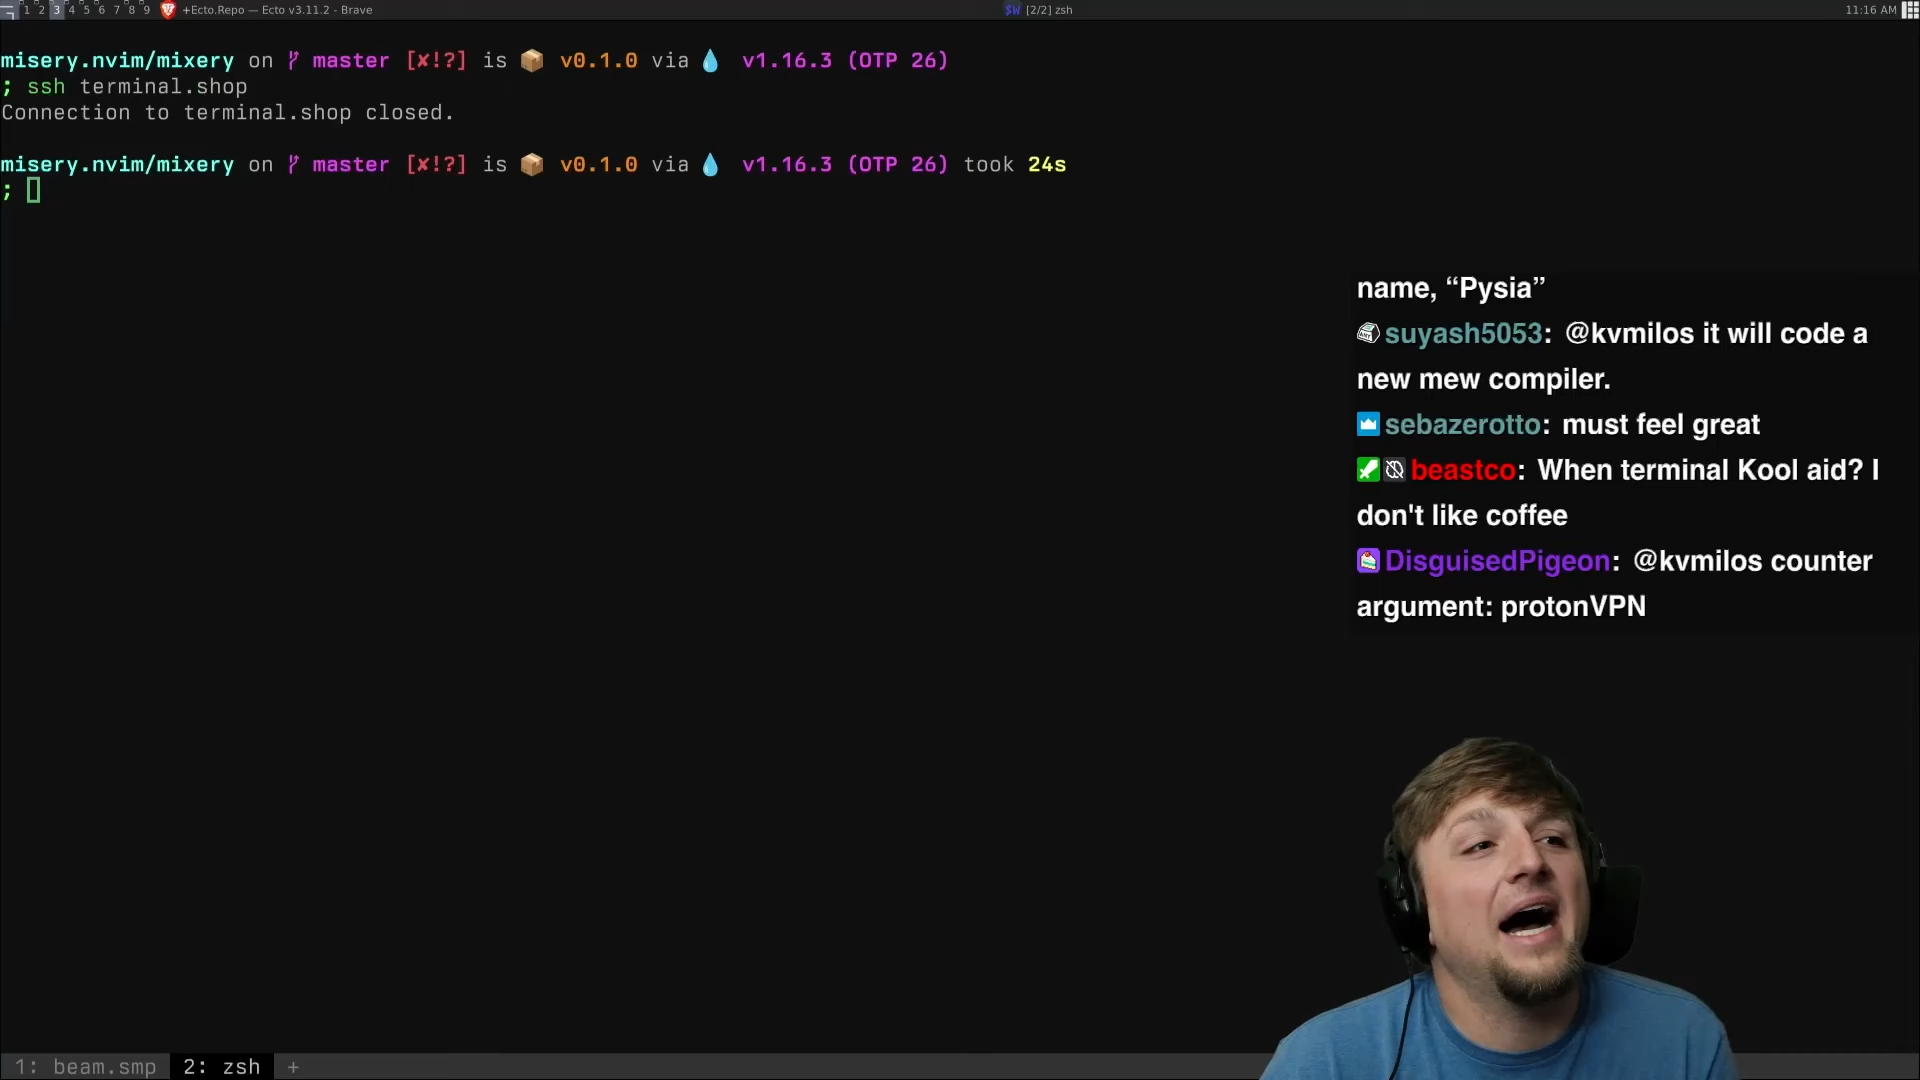 1 2 3 4 5 6 7 8 9 +Ecto.Repo — Ecto v3.11.2 - Brave $W [2/2] zsh 11:16 AM
misery.nvim/mixery on master [✘!?] is 📦 v0.1.0 via 💧 v1.16.3 (OTP 26)
; ssh terminal.shop
Connection to terminal.shop closed.
misery.nvim/mixery on master [✘!?] is 📦 v0.1.0 via 💧 v1.16.3 (OTP 26) took 24s
;
name, “Pysia”
suyash5053: @kvmilos it will code a
new mew compiler.
sebazerotto: must feel great
beastco: When terminal Kool aid? I
don't like coffee
DisguisedPigeon: @kvmilos counter
argument: protonVPN
1: beam.smp 2: zsh +